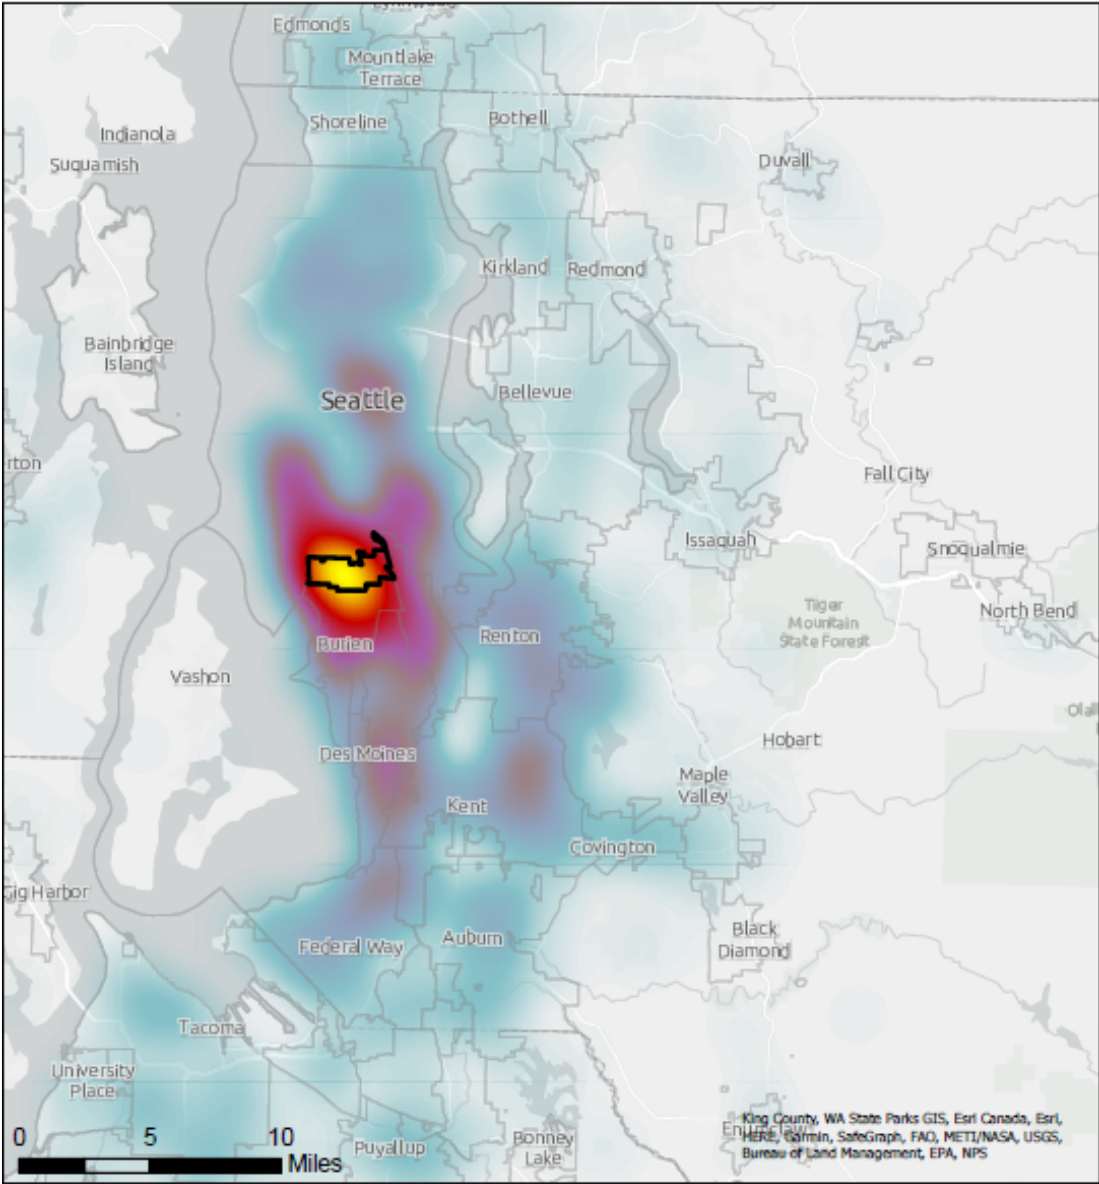 Edmonds
Mountlake
Terrace
Shoreline
Bothell
Indianola
Suquamish
Duvall
Kirkland
Redmond
Bainbridge
Island
Seattle
Bellevue
rton
Fall City
Issaquah
Snoqualmie
North Bend
Tiger
Mountain
State Forest
Burien
Renton
Vashon
Des Moines
Hobart
Maple
Valley
Kent
Covington
Gig Harbor
Federal Way
Auburn
Black
Diamond
Tacoma
University
Place
Puyallup
Bonney
Lake
0 5 10
Miles
King County, WA State Parks GIS, Esri Canada, Esri,
HERE, Garmin, SafeGraph, FAO, METI/NASA, USGS,
Bureau of Land Management, EPA, NPS